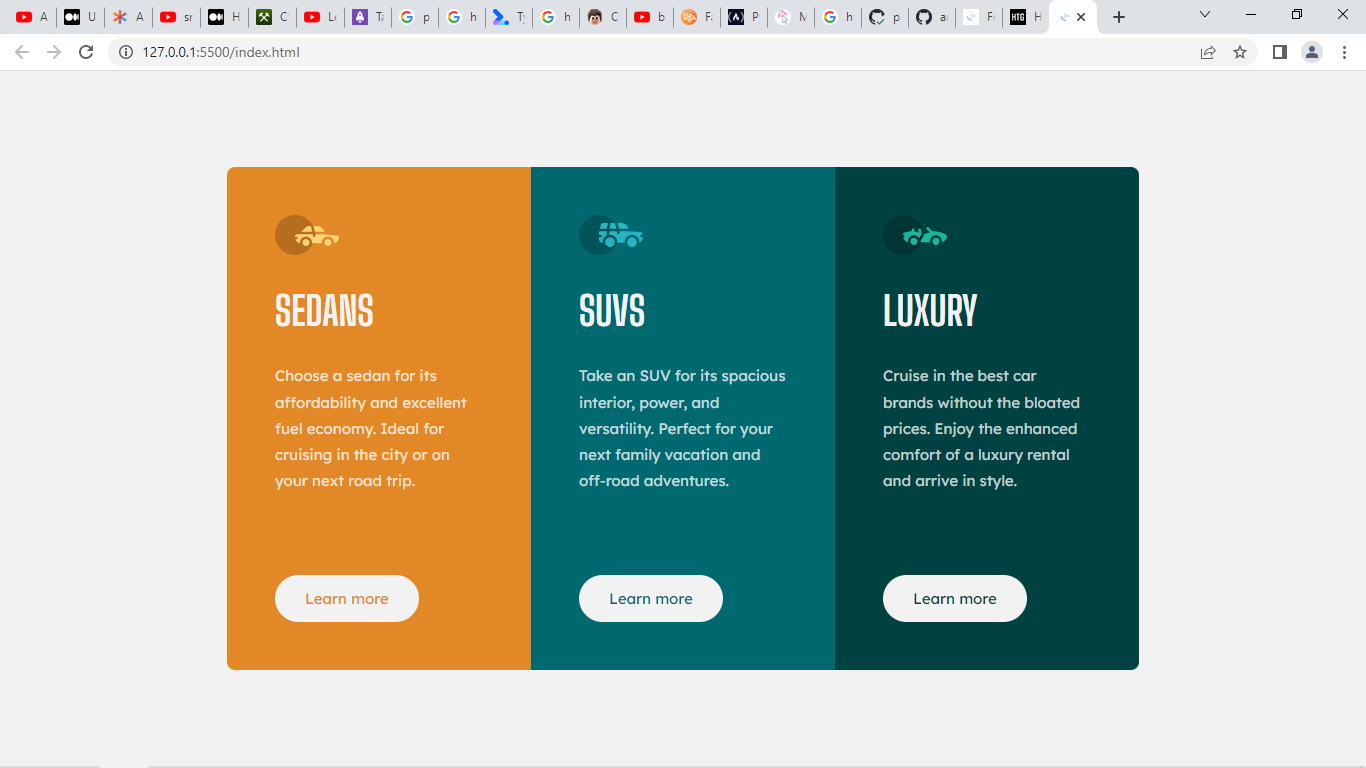 A
U
A
sr
H
C
Le
Ta
p
h
Ty
h
C
b
Fa
P
M
h
p
a
Fr
HTG H
127.0.0.1:5500/index.html
SEDANS
Choose a sedan for its
affordability and excellent
fuel economy. Ideal for
cruising in the city or on
your next road trip.
Learn more
SUVS
Take an SUV for its spacious
interior, power, and
versatility. Perfect for your
next family vacation and
off-road adventures.
Learn more
LUXURY
Cruise in the best car
brands without the bloated
prices. Enjoy the enhanced
comfort of a luxury rental
and arrive in style.
Learn more